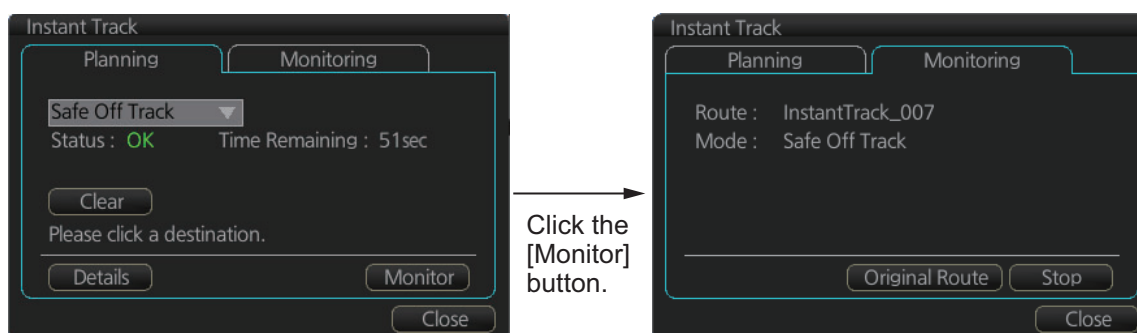 Instant Track
Planning Monitoring
Safe Off Track
Status : OK Time Remaining : 51sec
Clear
Please click a destination.
Details Monitor
Close
Click the
[Monitor]
button.
Instant Track
Planning Monitoring
Route : InstantTrack_007
Mode : Safe Off Track
Original Route Stop
Close